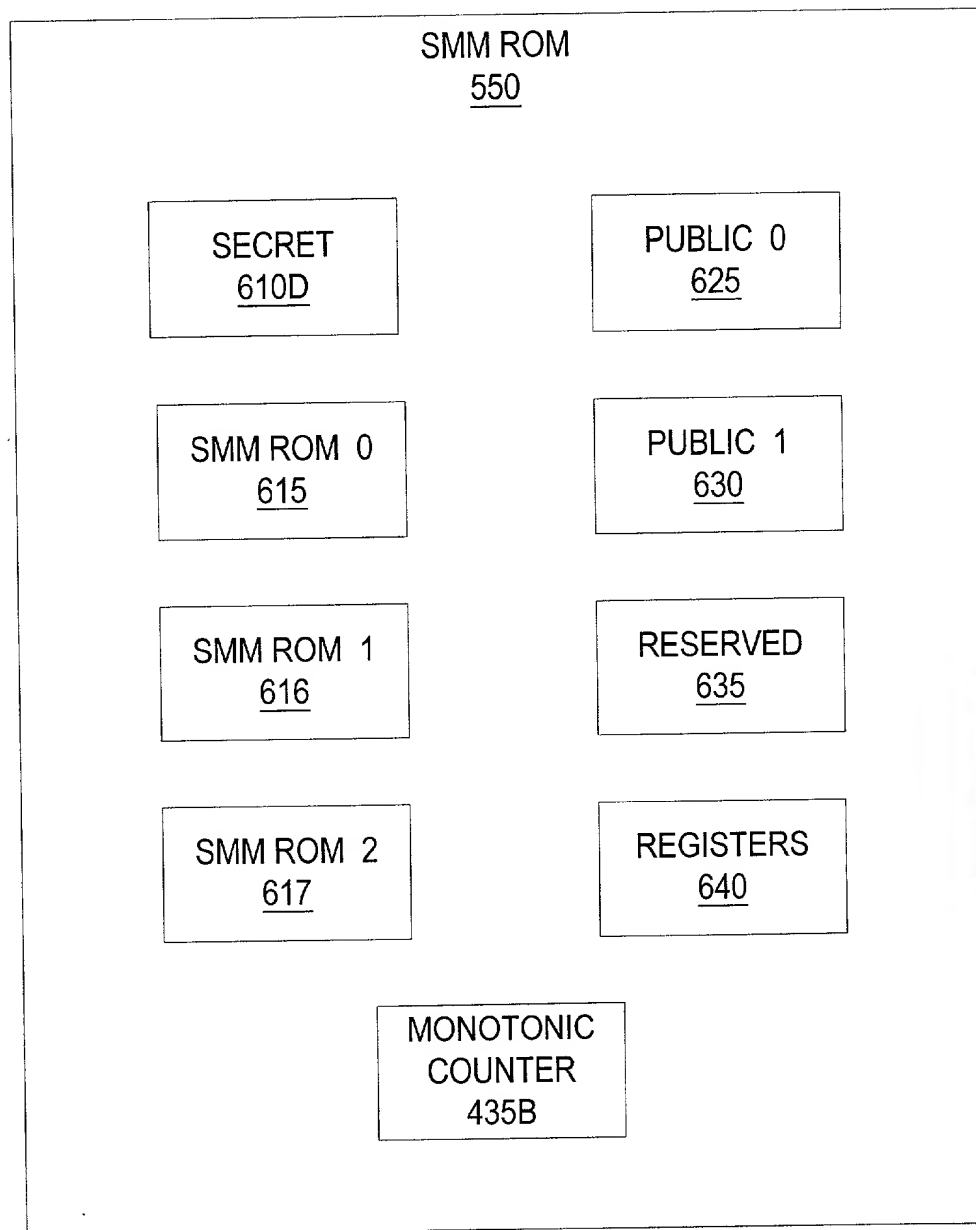 SMM ROM
550
SECRET
610D
PUBLIC 0
625
SMM ROM 0
615
PUBLIC 1
630
SMM ROM 1
616
RESERVED
635
SMM ROM 2
617
REGISTERS
640
MONOTONIC
COUNTER
435B